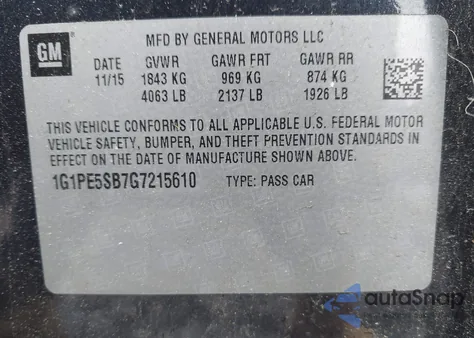 GM
MFD BY GENERAL MOTORS LLC
DATE GVWR GAWR FRT GAWR RR
11/15 1843 KG 969 KG 874 KG
4063 LB 2137 LB 1926 LB
THIS VEHICLE CONFORMS TO ALL APPLICABLE U.S. FEDERAL MOTOR
VEHICLE SAFETY, BUMPER, AND THEFT PREVENTION STANDARDS IN
EFFECT ON THE DATE OF MANUFACTURE SHOWN ABOVE.
1G1PE5SB7G7215610 TYPE: PASS CAR
autoSnap